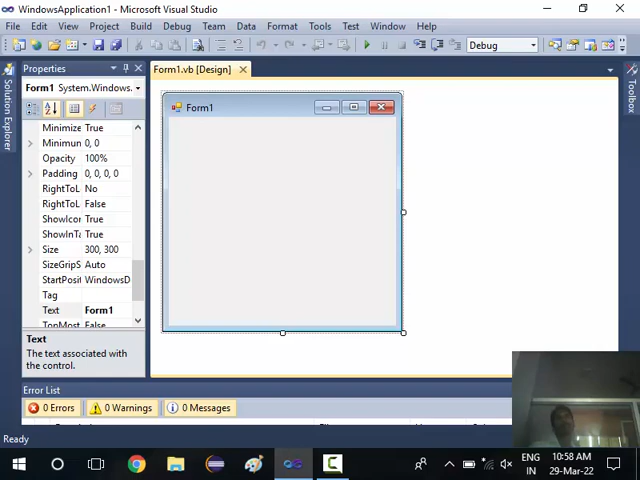 WindowsApplication1 - Microsoft Visual Studio
File Edit View Project Build Debug Team Data Format Tools Test Window Help
Debug
Solution Explorer
Properties
Form1.vb [Design]
Form1 System.Windows.
Form1
Minimize True
Minimum 0, 0
Opacity 100%
Padding 0, 0, 0, 0
RightToL No
RightToL False
ShowIcon True
ShowInTa True
Size 300, 300
SizeGripS Auto
StartPosit WindowsD
Tag
Text Form1
TopMost False
Text
The text associated with
the control.
Toolbox
Error List
0 Errors
0 Warnings
0 Messages
Ready
ENG
IN
10:58 AM
29-Mar-22